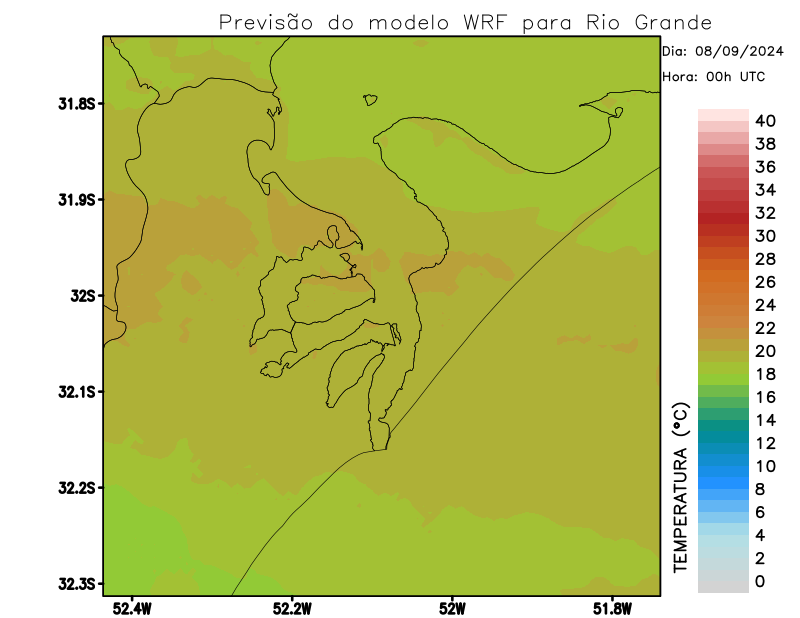 Previsão do modelo WRF para Rio Grande
Dia: 08/09/2024
Hora: 00h UTC
31.8S
31.9S
32S
32.1S
32.2S
32.3S
52.4W
52.2W
52W
51.8W
TEMPERATURA (°C)
40
38
36
34
32
30
28
26
24
22
20
18
16
14
12
10
8
6
4
2
0